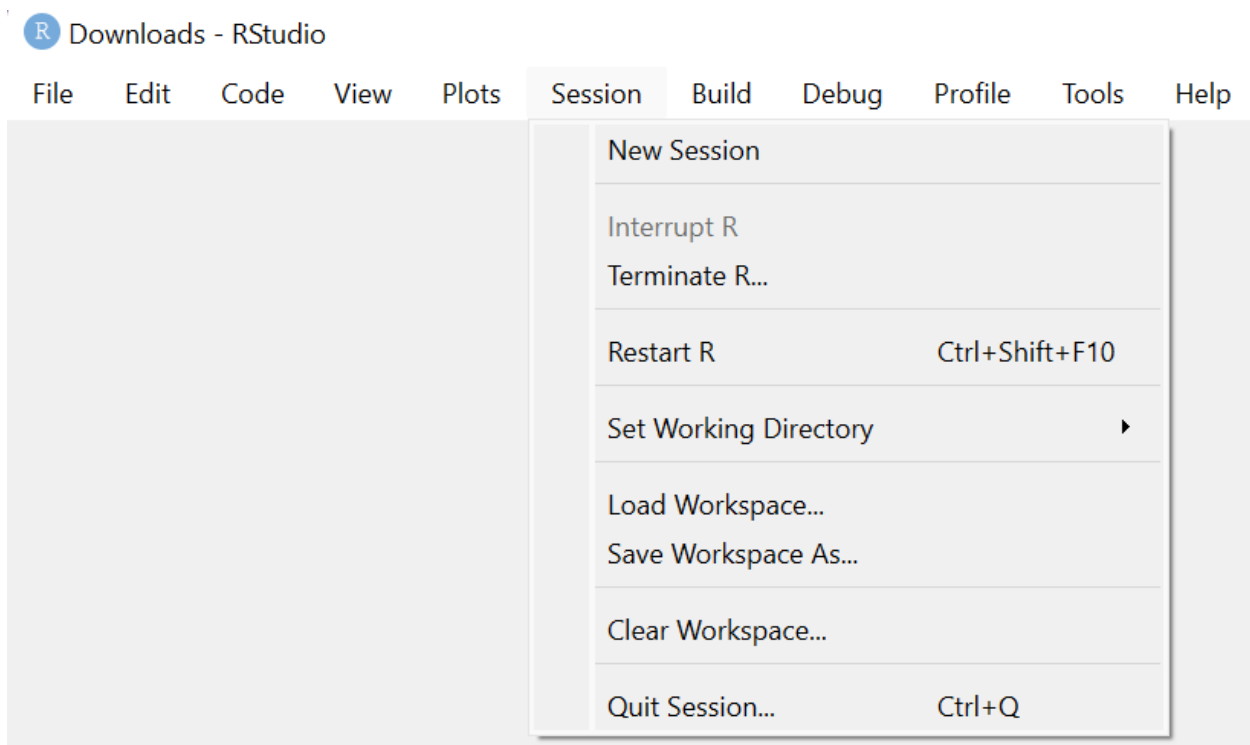 R Downloads - RStudio
File Edit Code View Plots Session Build Debug Profile Tools Help
New Session
Interrupt R
Terminate R...
Restart R Ctrl+Shift+F10
Set Working Directory
Load Workspace...
Save Workspace As...
Clear Workspace...
Quit Session... Ctrl+Q